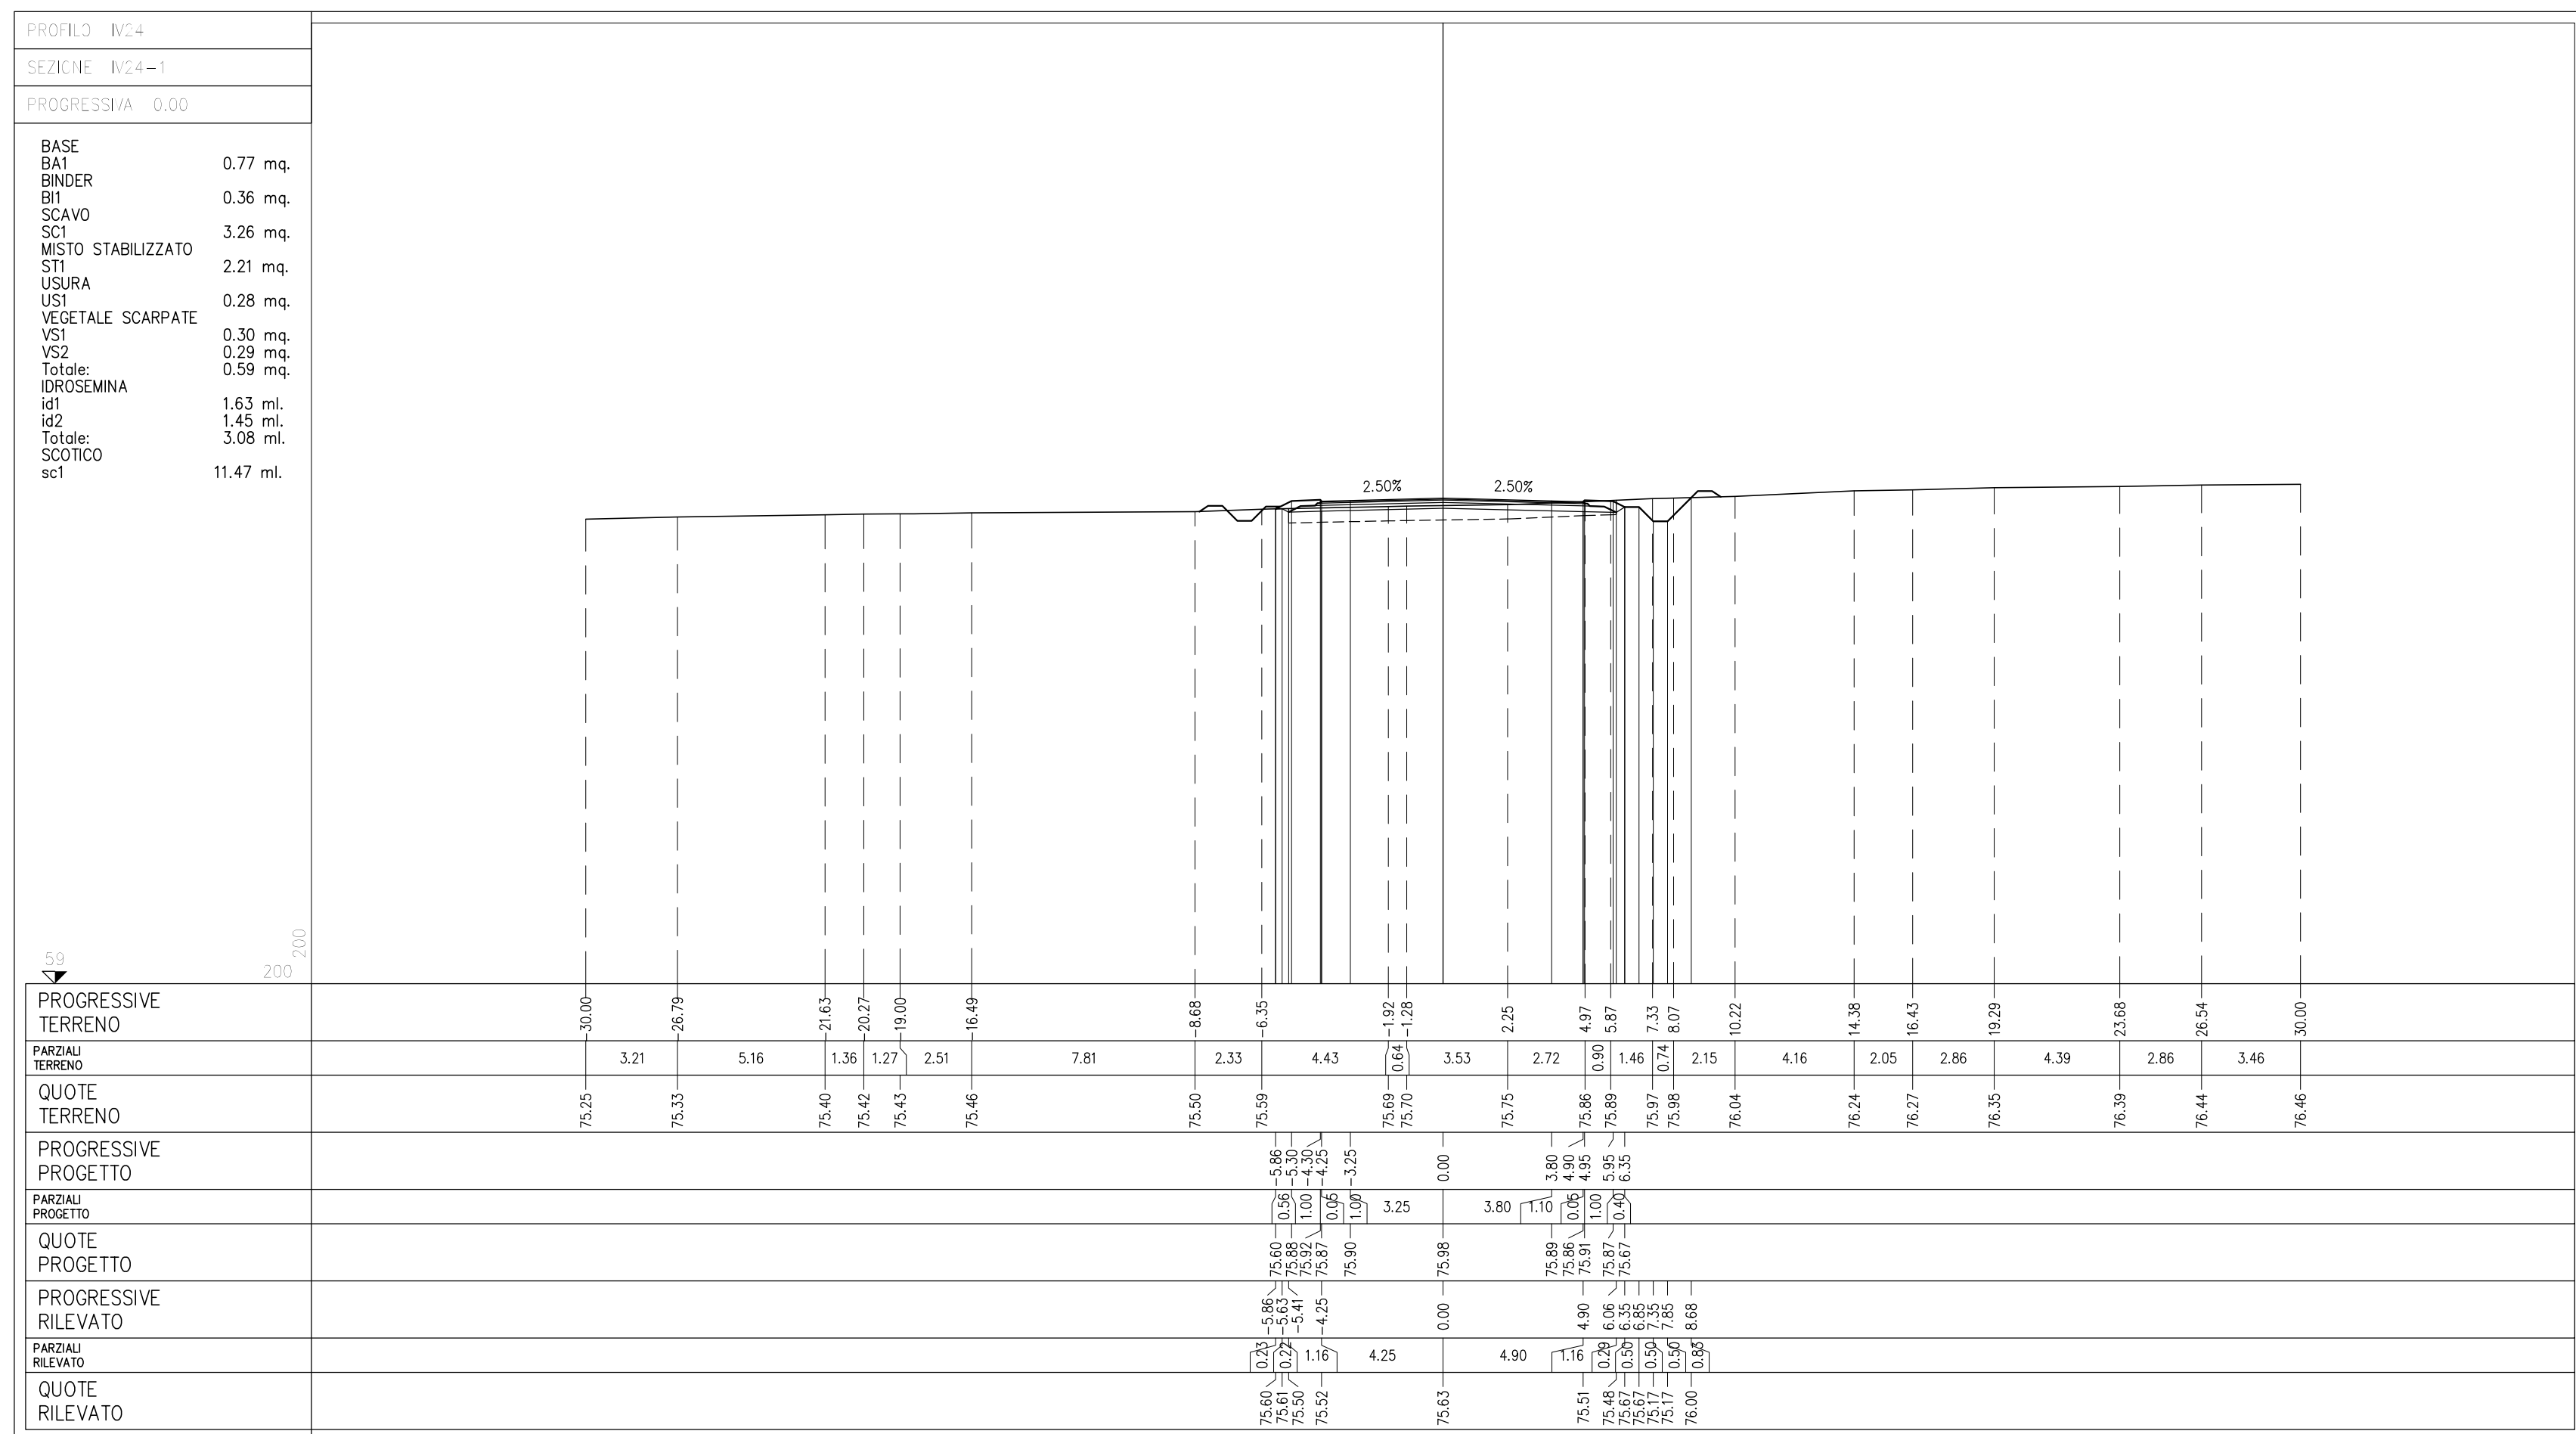 PROFILO IV24
SEZIONE IV24-1
PROGRESSIVA 0.00
BASE
BA1 0.77 mq.
BINDER
BI1 0.36 mq.
SCAVO
SC1 3.26 mq.
MISTO STABILIZZATO
ST1 2.21 mq.
USURA
US1 0.28 mq.
VEGETALE SCARPATE
VS1 0.30 mq.
VS2 0.29 mq.
Totale: 0.59 mq.
IDROSEMINA
id1 1.63 ml.
id2 1.45 ml.
Totale: 3.08 ml.
SCOTICO
sc1 11.47 ml.
2.50% 2.50%
59 200 200
PROGRESSIVE
TERRENO
-30.00 -26.79 -21.63 -20.27 -19.00 -16.49 -8.68 -6.35 -1.92 -1.28 2.25 4.97 5.87 7.33 8.07 10.22 14.38 16.43 19.29 23.68 26.54 30.00
PARZIALI
TERRENO
3.21 5.16 1.36 1.27 2.51 7.81 2.33 4.43 0.64 3.53 2.72 0.90 1.46 0.74 2.15 4.16 2.05 2.86 4.39 2.86 3.46
QUOTE
TERRENO
75.25 75.33 75.40 75.42 75.43 75.46 75.50 75.59 75.69 75.70 75.75 75.86 75.89 75.97 75.98 76.04 76.24 76.27 76.35 76.39 76.44 76.46
PROGRESSIVE
PROGETTO
-5.86 -5.30 -4.30 -4.25 -3.25 0.00 3.80 4.90 4.95 5.95 6.35
PARZIALI
PROGETTO
0.56 1.00 0.05 1.00 3.25 3.80 1.10 0.05 1.00 0.40
QUOTE
PROGETTO
75.60 75.88 75.92 75.87 75.90 75.98 75.89 75.86 75.91 75.87 75.67
PROGRESSIVE
RILEVATO
-5.86 -5.63 -5.41 -4.25 0.00 4.90 6.06 6.35 6.85 7.35 7.85 8.68
PARZIALI
RILEVATO
0.23 0.22 1.16 4.25 4.90 1.16 0.29 0.50 0.50 0.50 0.83
QUOTE
RILEVATO
75.60 75.61 75.50 75.52 75.63 75.51 75.48 75.67 75.67 75.17 75.17 76.00